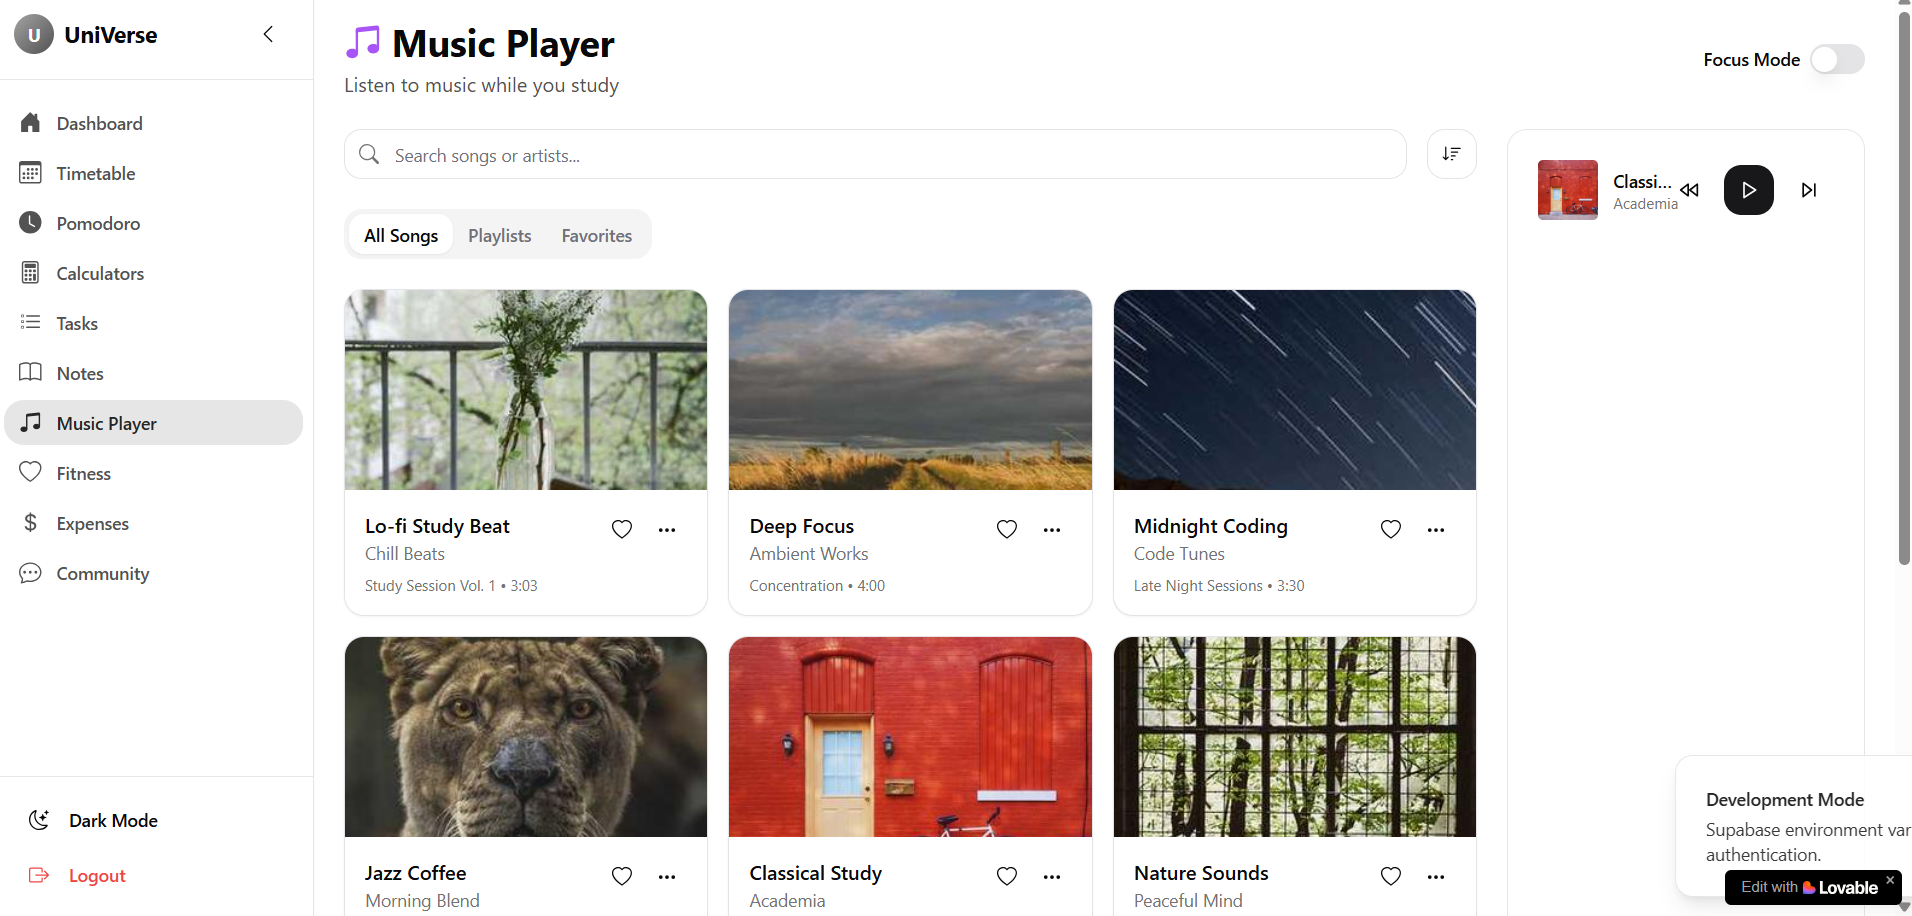 U UniVerse
Dashboard
Timetable
Pomodoro
Calculators
Tasks
Notes
Music Player
Fitness
Expenses
Community
Dark Mode
Logout
Music Player
Listen to music while you study
Focus Mode
Search songs or artists...
All Songs Playlists Favorites
Lo-fi Study Beat
Chill Beats
Study Session Vol. 1 • 3:03
Deep Focus
Ambient Works
Concentration • 4:00
Midnight Coding
Code Tunes
Late Night Sessions • 3:30
Jazz Coffee
Morning Blend
Classical Study
Academia
Nature Sounds
Peaceful Mind
Classi...
Academia
Development Mode
Supabase environment var
authentication.
Edit with Lovable